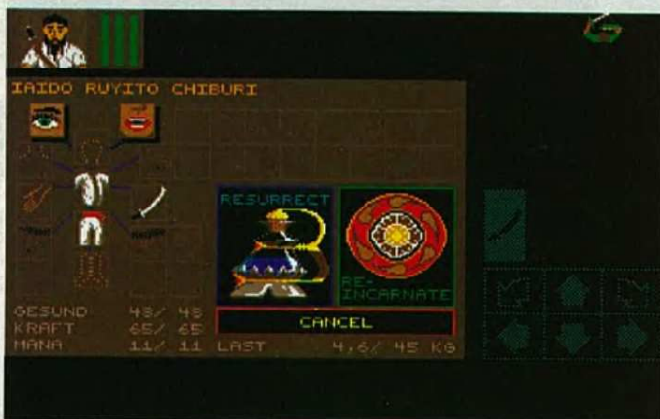 IAIDO RUYITO CHIBURI
RESURRECT
RE-
INCARNATE
CANCEL
GESUND 48/ 48
KRAFT 65/ 65
MANA 11/ 11 LAST 4,6/ 45 KG